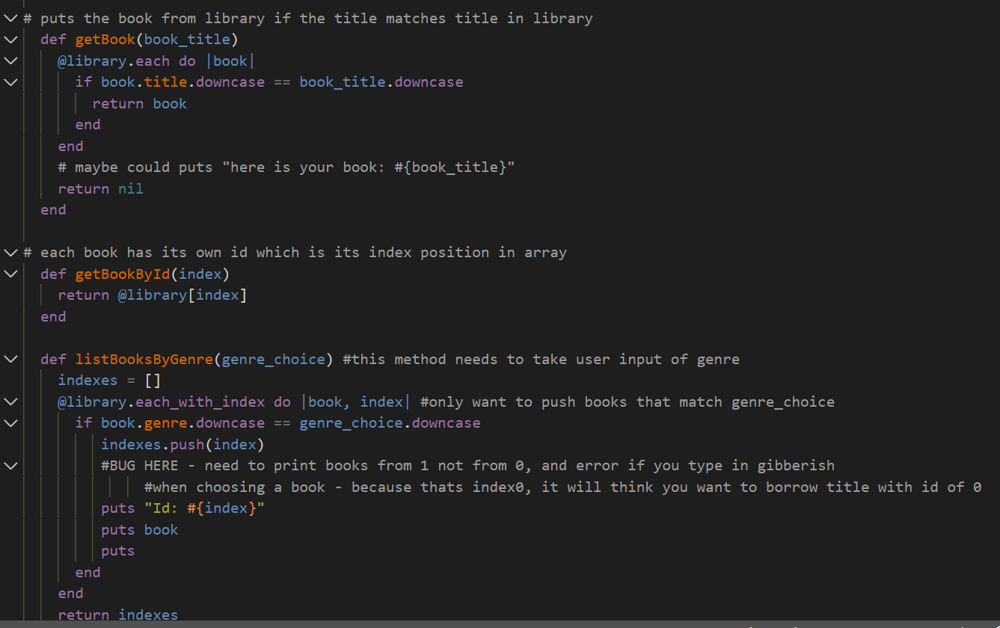 # puts the book from library if the title matches title in library
def getBook(book_title)
@library.each do |book|
if book.title.downcase == book_title.downcase
return book
end
end
# maybe could puts "here is your book: #{book_title}"
return nil
end
# each book has its own id which is its index position in array
def getBookById(index)
return @library[index]
end
def listBooksByGenre(genre_choice) #this method needs to take user input of genre
indexes = []
@library.each_with_index do |book, index| #only want to push books that match genre_choice
if book.genre.downcase == genre_choice.downcase
indexes.push(index)
#BUG HERE - need to print books from 1 not from 0, and error if you type in gibberish
#when choosing a book - because thats index0, it will think you want to borrow title with id of 0
puts "Id: #{index}"
puts book
puts
end
end
return indexes